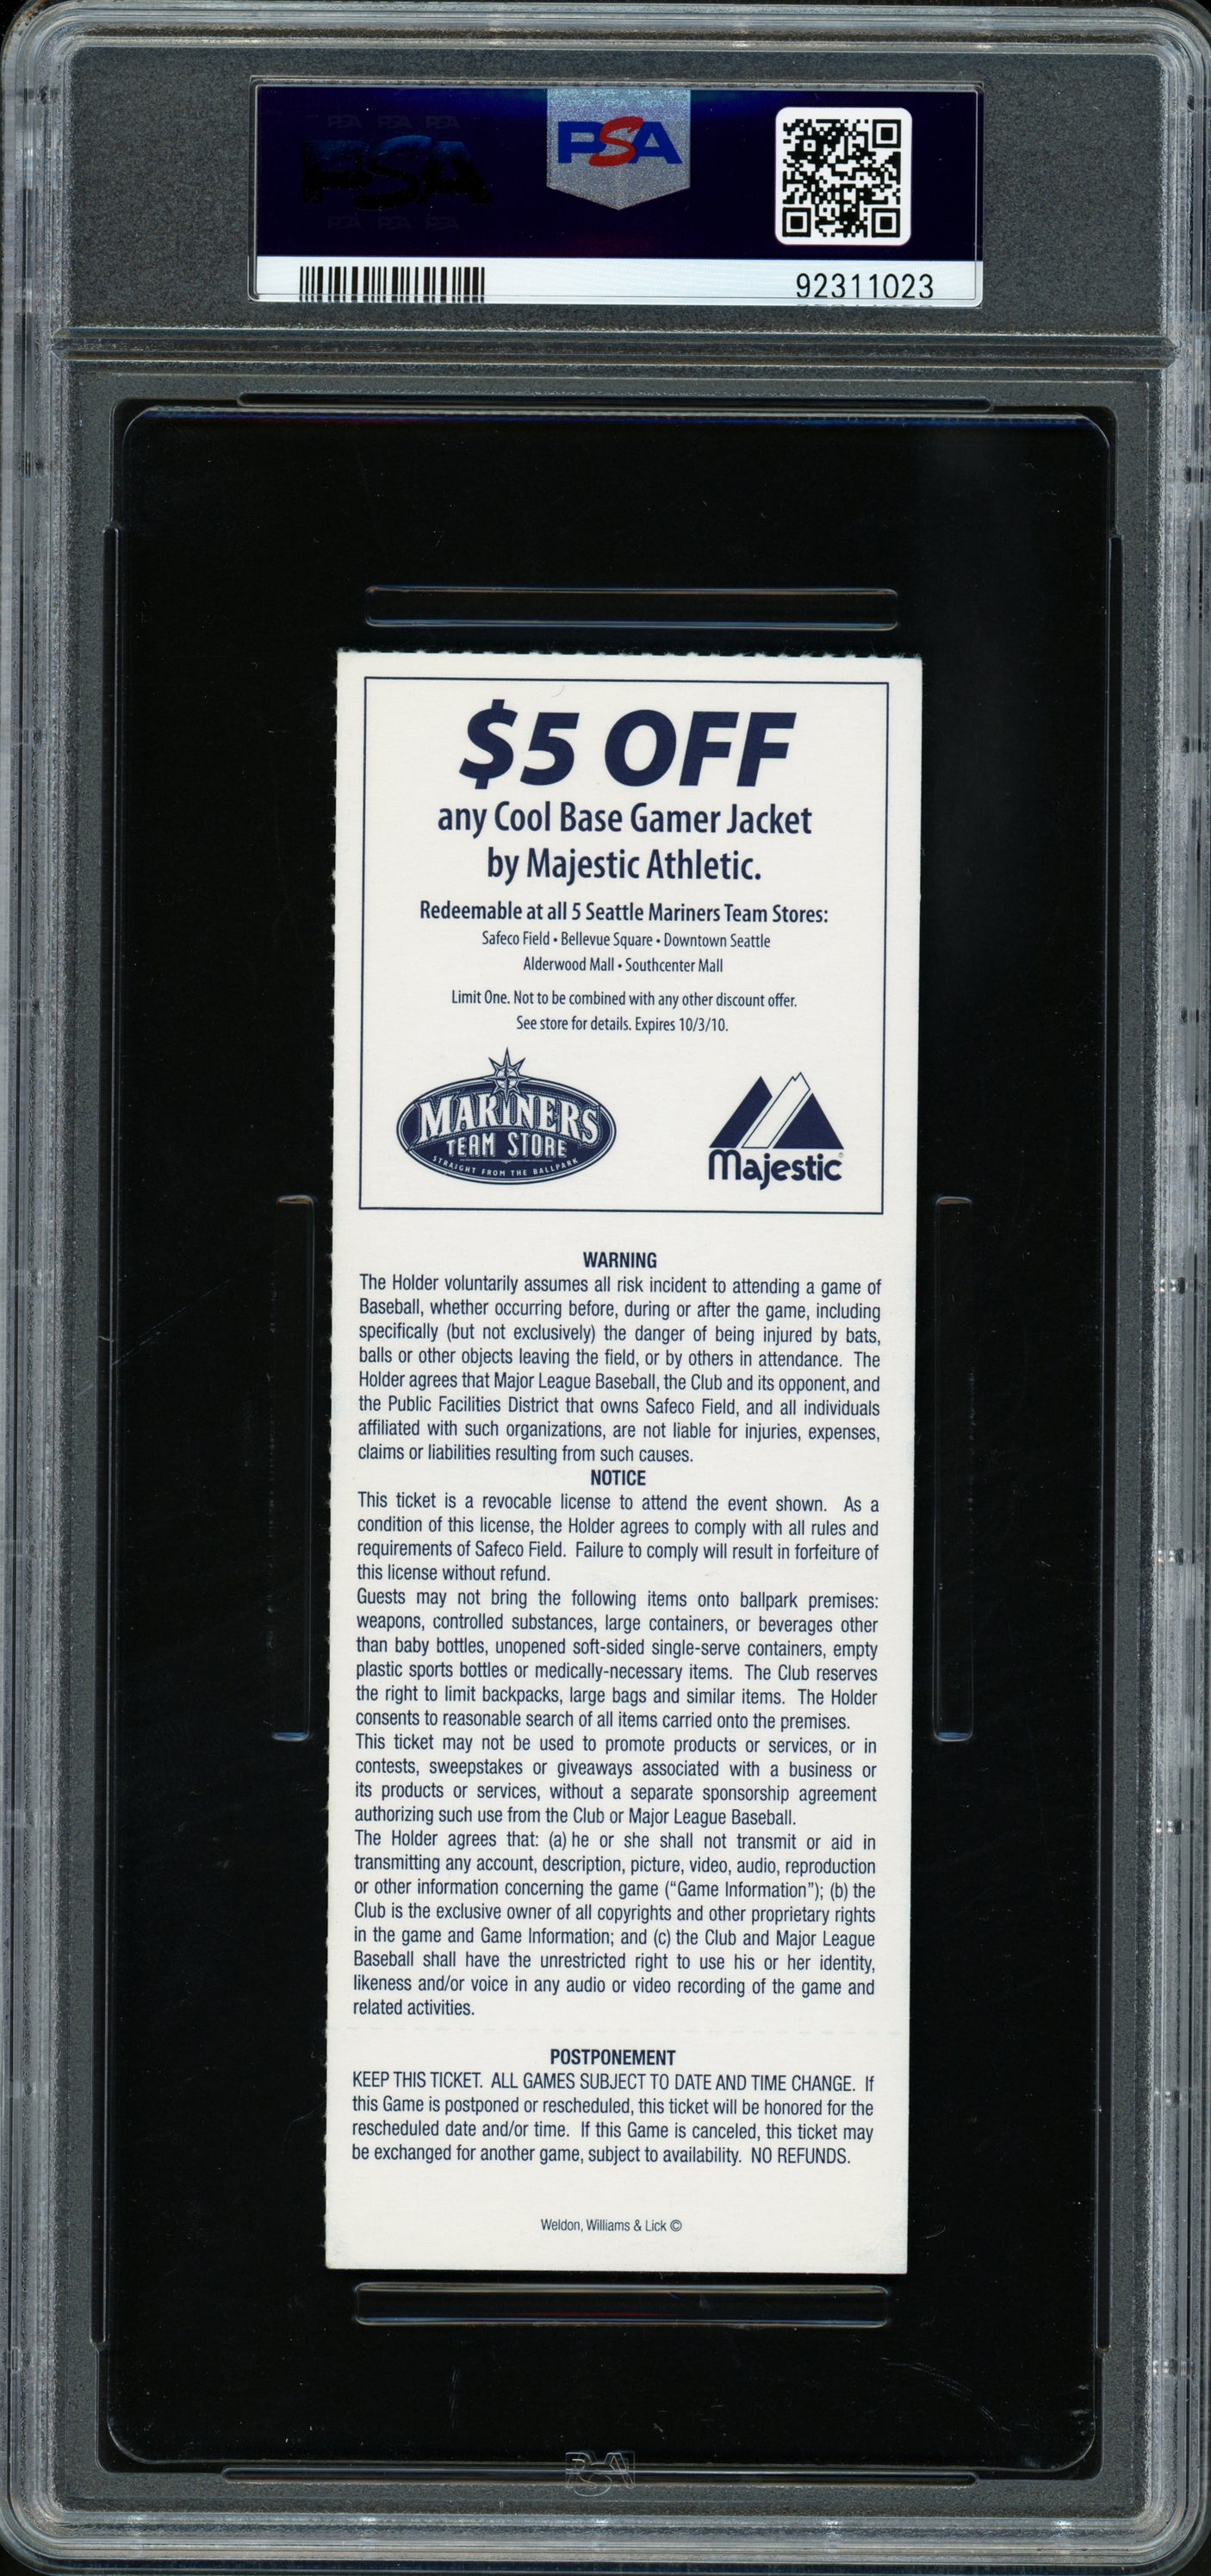 PSA PSA PSA
PSA
PSA PSA PSA
PSA
92311023
$5 OFF
any Cool Base Gamer Jacket
by Majestic Athletic.
Redeemable at all 5 Seattle Mariners Team Stores:
Safeco Field • Bellevue Square • Downtown Seattle
Alderwood Mall • Southcenter Mall
Limit One. Not to be combined with any other discount offer.
See store for details. Expires 10/3/10.
MARINERS
TEAM STORE
STRAIGHT FROM THE BALLPARK
Majestic
WARNING
The Holder voluntarily assumes all risk incident to attending a game of
Baseball, whether occurring before, during or after the game, including
specifically (but not exclusively) the danger of being injured by bats,
balls or other objects leaving the field, or by others in attendance. The
Holder agrees that Major League Baseball, the Club and its opponent, and
the Public Facilities District that owns Safeco Field, and all individuals
affiliated with such organizations, are not liable for injuries, expenses,
claims or liabilities resulting from such causes.
NOTICE
This ticket is a revocable license to attend the event shown. As a
condition of this license, the Holder agrees to comply with all rules and
requirements of Safeco Field. Failure to comply will result in forfeiture of
this license without refund.
Guests may not bring the following items onto ballpark premises:
weapons, controlled substances, large containers, or beverages other
than baby bottles, unopened soft-sided single-serve containers, empty
plastic sports bottles or medically-necessary items. The Club reserves
the right to limit backpacks, large bags and similar items. The Holder
consents to reasonable search of all items carried onto the premises.
This ticket may not be used to promote products or services, or in
contests, sweepstakes or giveaways associated with a business or
its products or services, without a separate sponsorship agreement
authorizing such use from the Club or Major League Baseball.
The Holder agrees that: (a) he or she shall not transmit or aid in
transmitting any account, description, picture, video, audio, reproduction
or other information concerning the game (“Game Information”); (b) the
Club is the exclusive owner of all copyrights and other proprietary rights
in the game and Game Information; and (c) the Club and Major League
Baseball shall have the unrestricted right to use his or her identity,
likeness and/or voice in any audio or video recording of the game and
related activities.
POSTPONEMENT
KEEP THIS TICKET. ALL GAMES SUBJECT TO DATE AND TIME CHANGE. If
this Game is postponed or rescheduled, this ticket will be honored for the
rescheduled date and/or time. If this Game is canceled, this ticket may
be exchanged for another game, subject to availability. NO REFUNDS.
Weldon, Williams & Lick ©
PSA